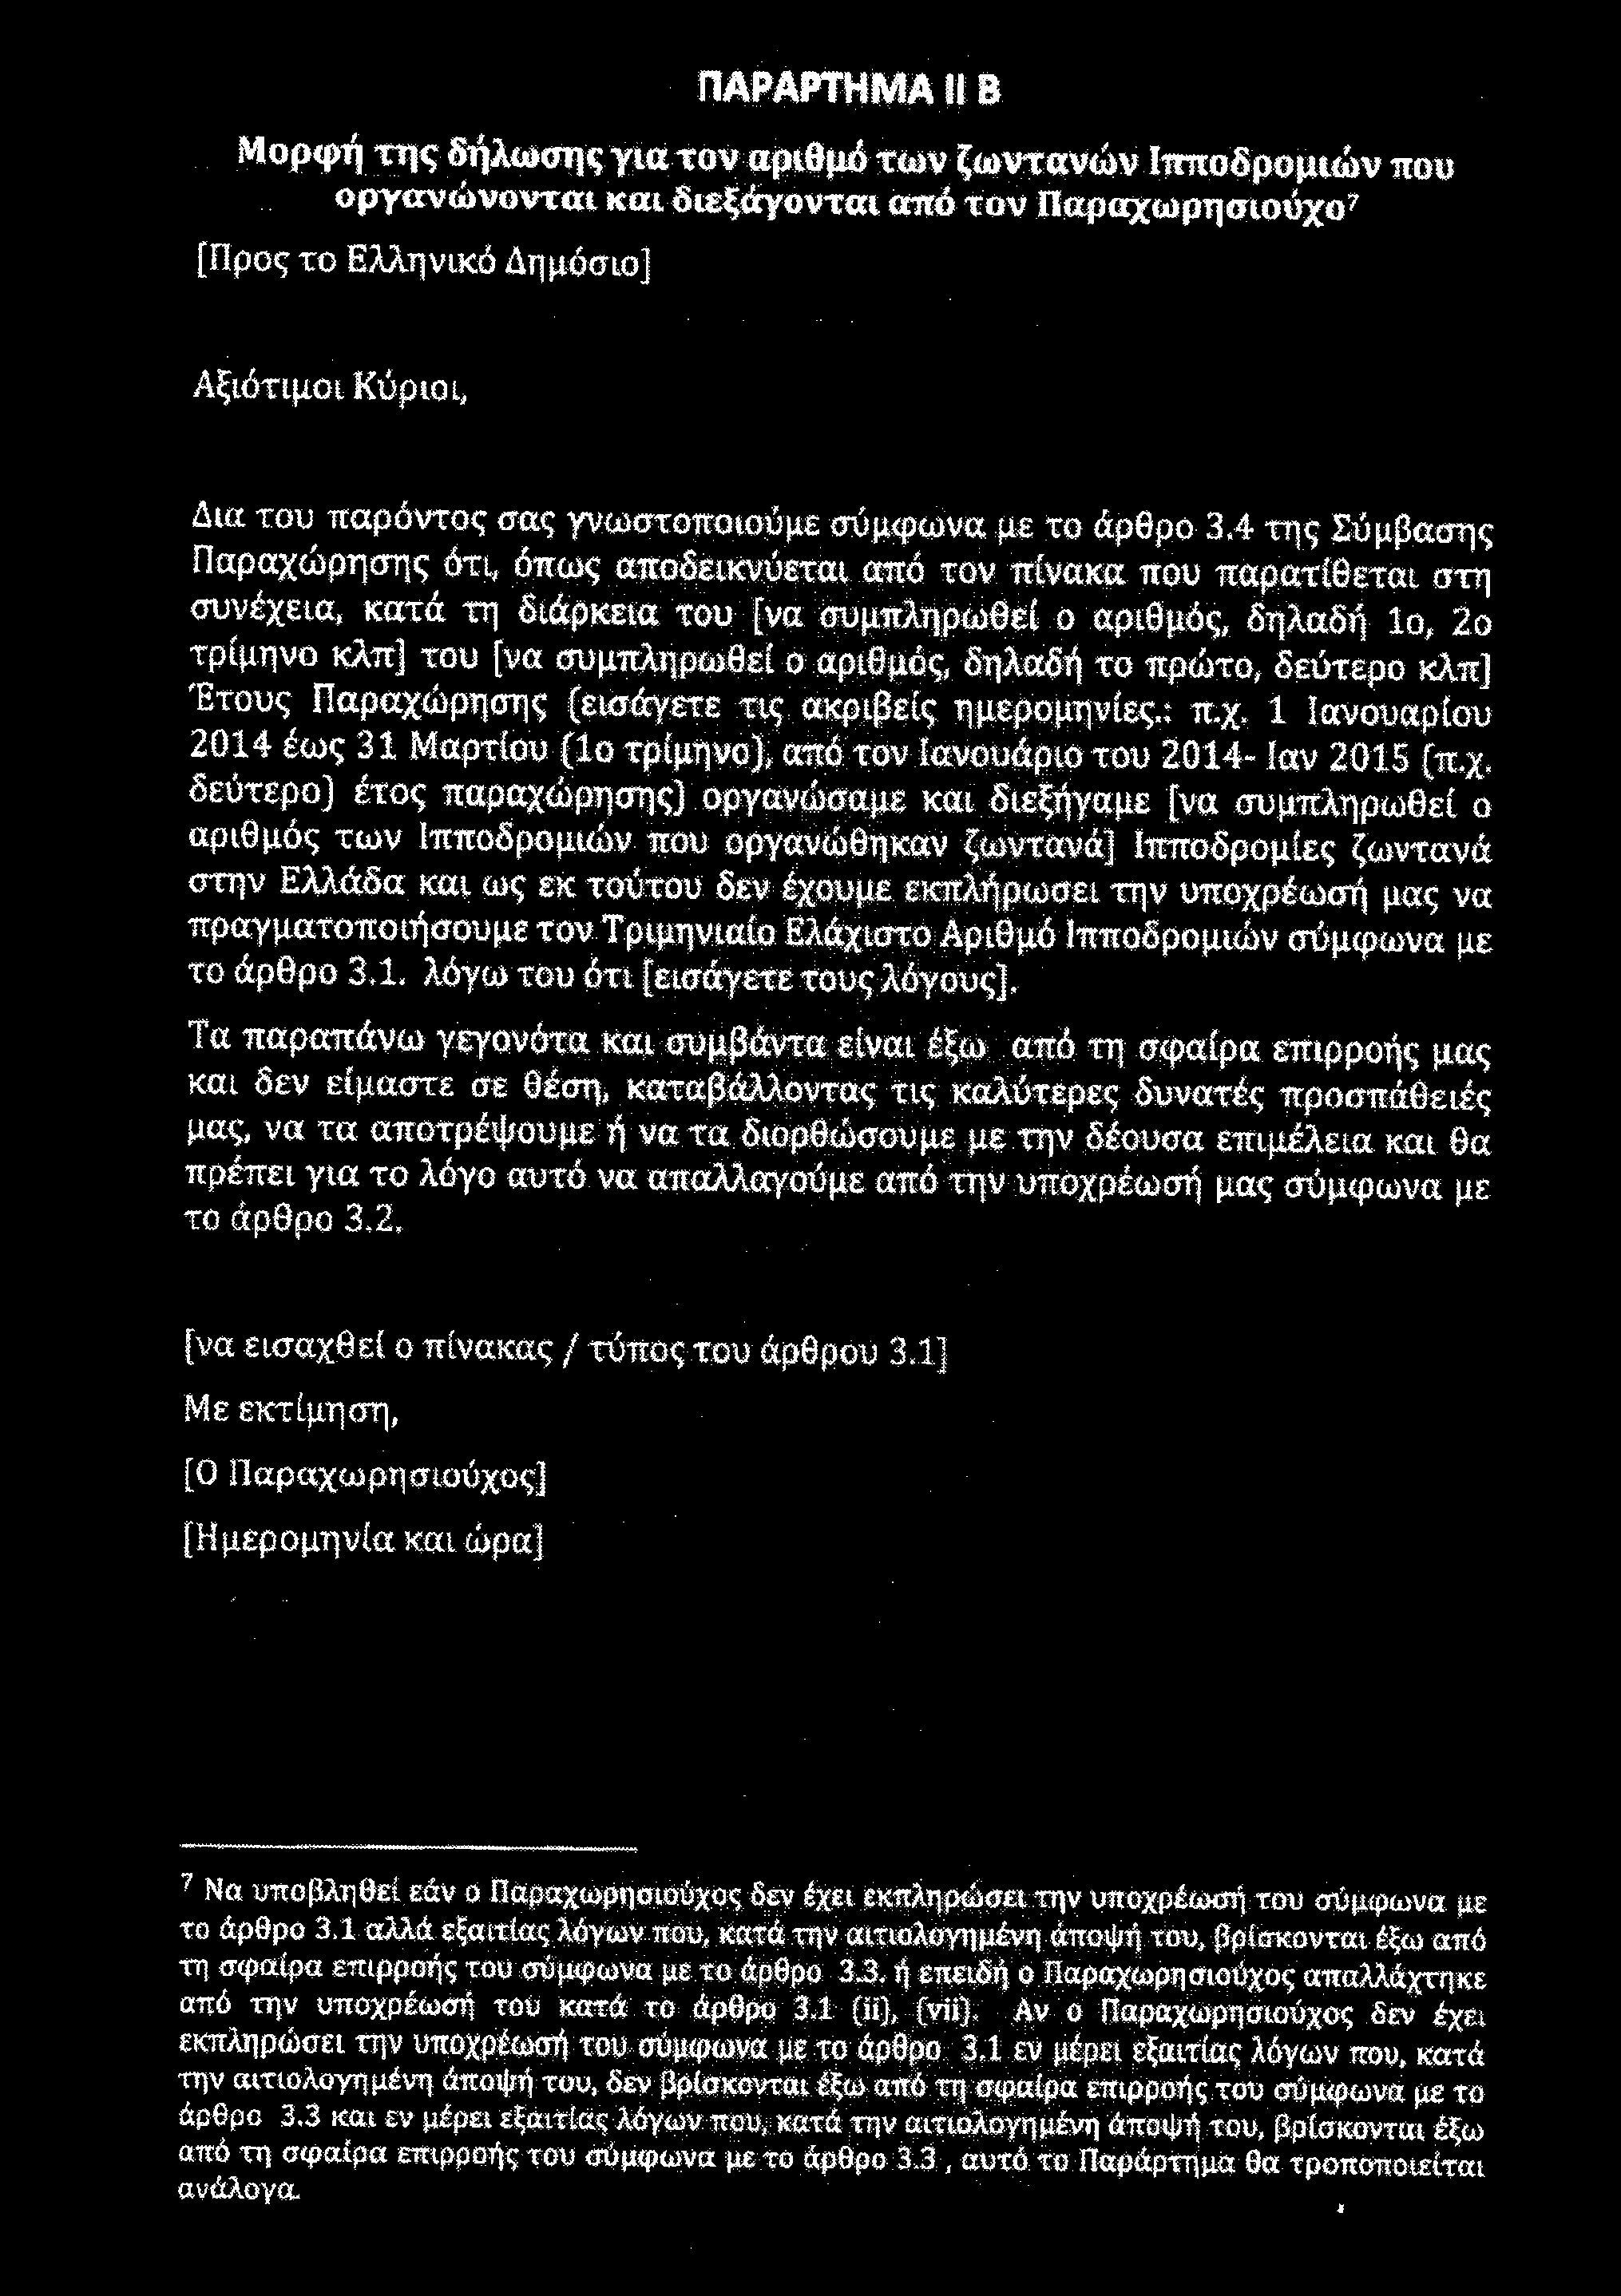 ΠΑΡΑΡΤΗΜΑ ΙΙ Β
Μορφή της δήλωσης για τον αριθμό των ζωντανών Ιπποδρομιών που
οργανώνονται και διεξάγονται από τον Παραχωρησιούχο⁷
[Προς το Ελληνικό Δημόσιο]
Αξιότιμοι Κύριοι,
Δια του παρόντος σας γνωστοποιούμε σύμφωνα με το άρθρο 3.4 της Σύμβασης
Παραχώρησης ότι, όπως αποδεικνύεται από τον πίνακα που παρατίθεται στη
συνέχεια, κατά τη διάρκεια του [να συμπληρωθεί ο αριθμός, δηλαδή 1ο, 2ο
τρίμηνο κλπ] του [να συμπληρωθεί ο αριθμός, δηλαδή το πρώτο, δεύτερο κλπ]
Έτους Παραχώρησης (εισάγετε τις ακριβείς ημερομηνίες.: π.χ. 1 Ιανουαρίου
2014 έως 31 Μαρτίου (1ο τρίμηνο), από τον Ιανουάριο του 2014- Ιαν 2015 (π.χ.
δεύτερο) έτος παραχώρησης) οργανώσαμε και διεξήγαμε [να συμπληρωθεί ο
αριθμός των Ιπποδρομιών που οργανώθηκαν ζωντανά] Ιπποδρομίες ζωντανά
στην Ελλάδα και ως εκ τούτου δεν έχουμε εκπλήρωσει την υποχρέωσή μας να
πραγματοποιήσουμε τον Τριμηνιαίο Ελάχιστο Αριθμό Ιπποδρομιών σύμφωνα με
το άρθρο 3.1. λόγω του ότι [εισάγετε τους λόγους].
Τα παραπάνω γεγονότα και συμβάντα είναι έξω από τη σφαίρα επιρροής μας
και δεν είμαστε σε θέση, καταβάλλοντας τις καλύτερες δυνατές προσπάθειές
μας, να τα αποτρέψουμε ή να τα διορθώσουμε με την δέουσα επιμέλεια και θα
πρέπει για το λόγο αυτό να απαλλαγούμε από την υποχρέωσή μας σύμφωνα με
το άρθρο 3.2.
[να εισαχθεί ο πίνακας / τύπος του άρθρου 3.1]
Με εκτίμηση,
[Ο Παραχωρησιούχος]
[Ημερομηνία και ώρα]
⁷ Να υποβληθεί εάν ο Παραχωρησιούχος δεν έχει εκπληρώσει την υποχρέωσή του σύμφωνα με
το άρθρο 3.1 αλλά εξαιτίας λόγων που, κατά την αιτιολογημένη άποψή του, βρίσκονται έξω από
τη σφαίρα επιρροής του σύμφωνα με το άρθρο 3.3. ή επειδή ο Παραχωρησιούχος απαλλάχτηκε
από την υποχρέωσή του κατά το άρθρο 3.1 (ii), (vii). Αν ο Παραχωρησιούχος δεν έχει
εκπληρώσει την υποχρέωσή του σύμφωνα με το άρθρο 3.1 εν μέρει εξαιτίας λόγων που, κατά
την αιτιολογημένη άποψή του, δεν βρίσκονται έξω από τη σφαίρα επιρροής του σύμφωνα με το
άρθρο 3.3 και εν μέρει εξαιτίας λόγων που, κατά την αιτιολογημένη άποψή του, βρίσκονται έξω
από τη σφαίρα επιρροής του σύμφωνα με το άρθρο 3.3 , αυτό το Παράρτημα θα τροποποιείται
ανάλογα.